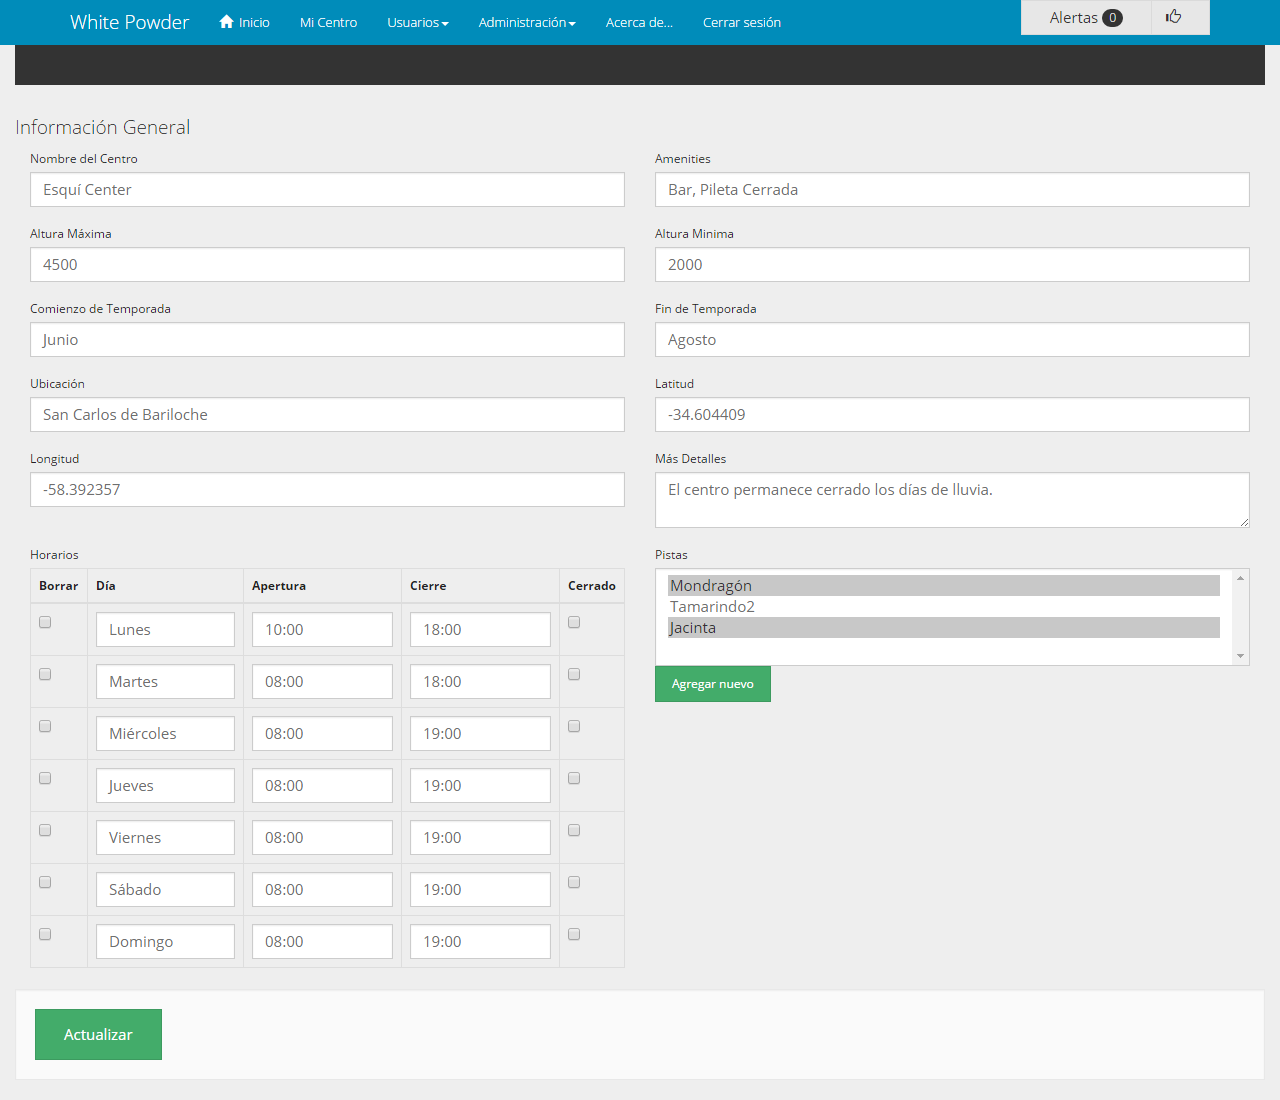 White Powder Inicio Mi Centro Usuarios Administración Acerca de... Cerrar sesión Alertas 0
Información General
Nombre del Centro Amenities
Esquí Center Bar, Pileta Cerrada
Altura Máxima Altura Minima
4500 2000
Comienzo de Temporada Fin de Temporada
Junio Agosto
Ubicación Latitud
San Carlos de Bariloche -34.604409
Longitud Más Detalles
-58.392357 El centro permanece cerrado los días de lluvia.
Horarios Pistas
Borrar Día Apertura Cierre Cerrado Mondragón
Tamarindo2
Lunes 10:00 18:00 Jacinta
Martes 08:00 18:00 Agregar nuevo
Miércoles 08:00 19:00
Jueves 08:00 19:00
Viernes 08:00 19:00
Sábado 08:00 19:00
Domingo 08:00 19:00
Actualizar